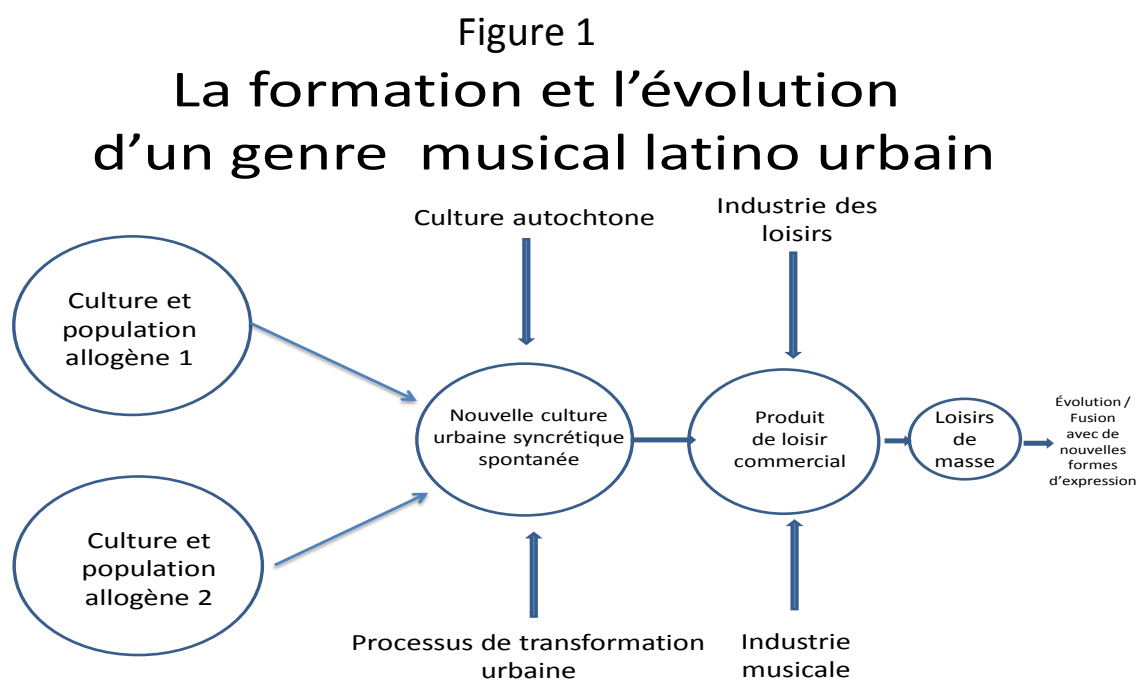 Figure 1
La formation et l'évolution
d'un genre musical latino urbain
Culture autochtone
Industrie des
loisirs
Culture et
population
allogène 1
Nouvelle culture
urbaine syncrétique
spontanée
Produit
de loisir
commercial
Loisirs
de
masse
Évolution /
Fusion
avec de
nouvelles
formes
d'expression
Culture et
population
allogène 2
Processus de transformation
urbaine
Industrie
musicale